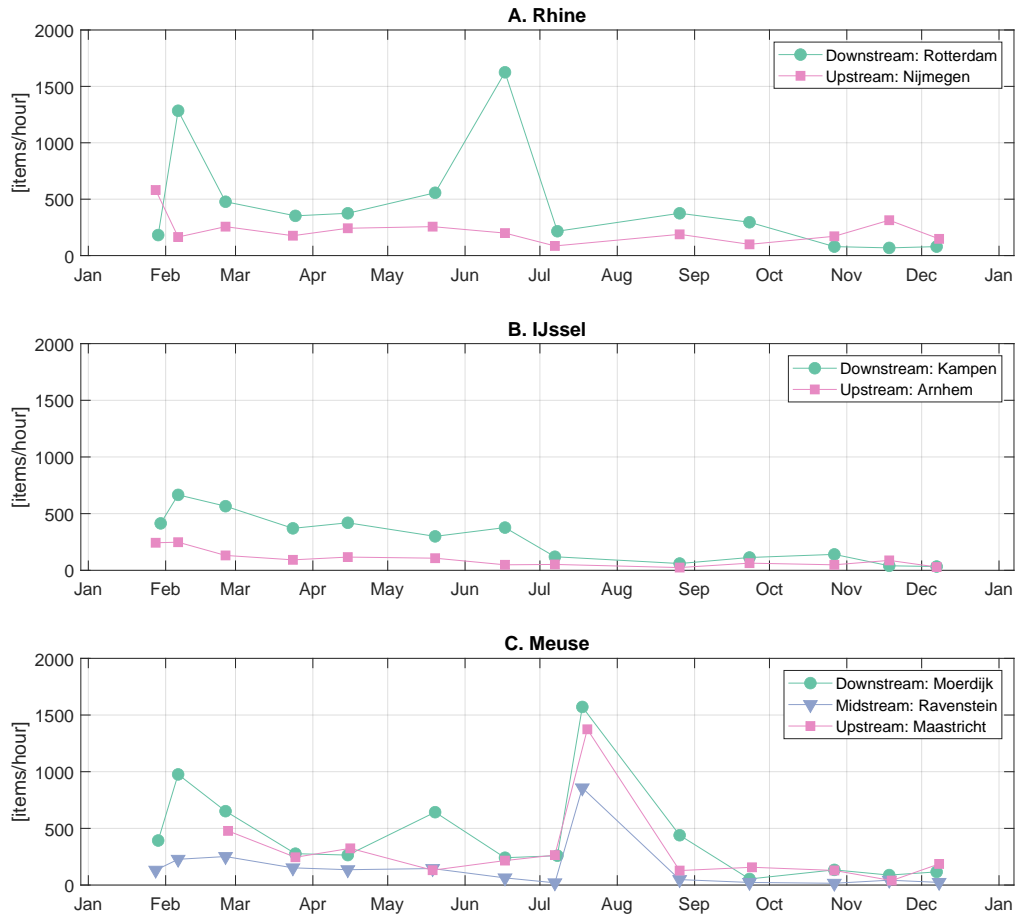 A. Rhine
2000
1500
1000
500
0
[items/hour]
Downstream: Rotterdam
Upstream: Nijmegen
Jan Feb Mar Apr May Jun Jul Aug Sep Oct Nov Dec Jan
B. IJssel
2000
1500
1000
500
0
[items/hour]
Downstream: Kampen
Upstream: Arnhem
Jan Feb Mar Apr May Jun Jul Aug Sep Oct Nov Dec Jan
C. Meuse
2000
1500
1000
500
0
[items/hour]
Downstream: Moerdijk
Midstream: Ravenstein
Upstream: Maastricht
Jan Feb Mar Apr May Jun Jul Aug Sep Oct Nov Dec Jan